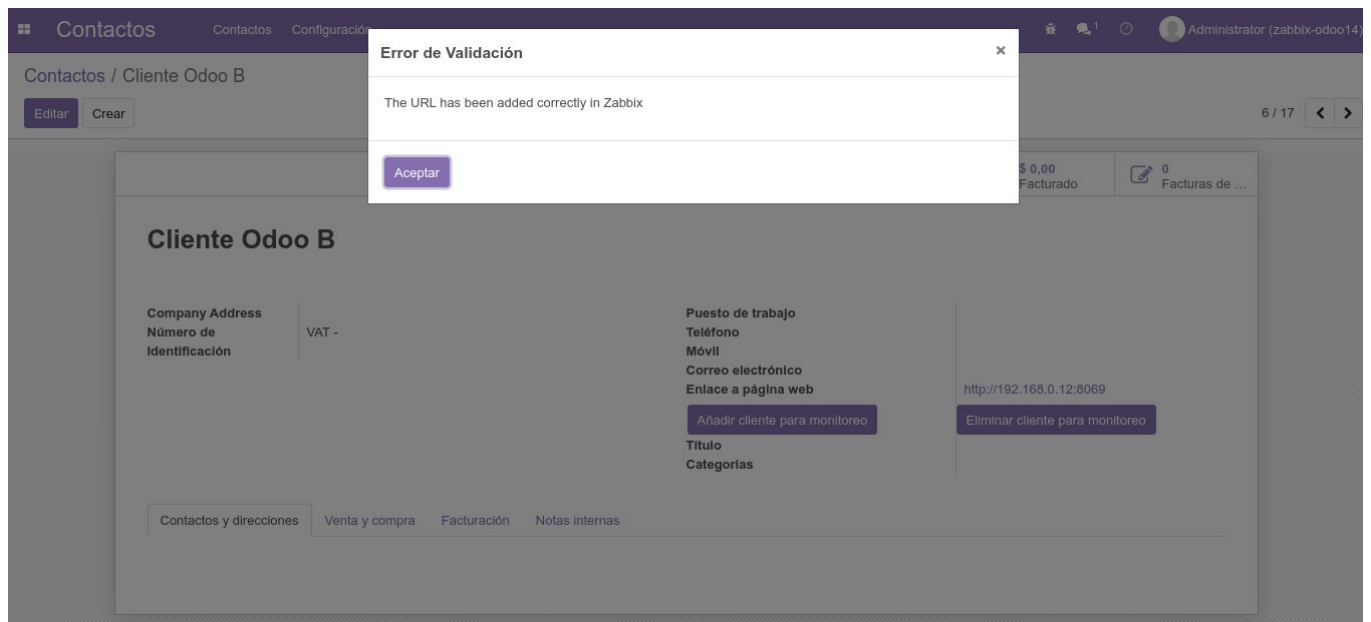 Contactos Contactos Configuración 1 Administrator (zabbix-odoo14)
Error de Validación ×
Contactos / Cliente Odoo B
The URL has been added correctly in Zabbix
Editar Crear 6 / 17
Aceptar
$ 0,00
Facturado
0
Facturas de ...
Cliente Odoo B
Company Address
Número de Identificación VAT -
Puesto de trabajo
Teléfono
Móvil
Correo electrónico
Enlace a página web http://192.168.0.12:8069
Añadir cliente para monitoreo Eliminar cliente para monitoreo
Título
Categorías
Contactos y direcciones Venta y compra Facturación Notas internas